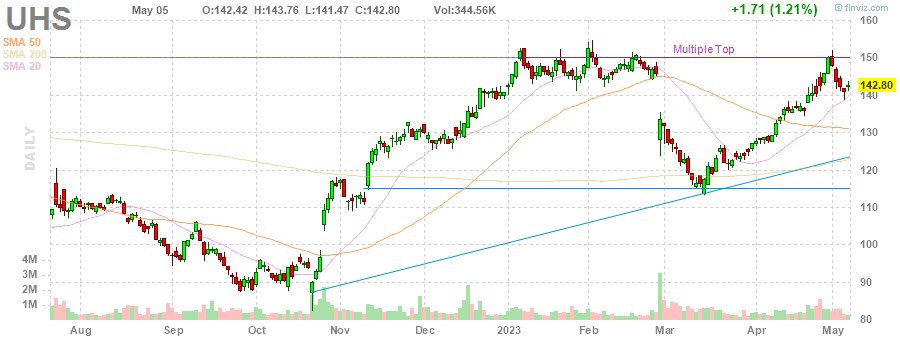 UHS May 05 O:142.42 H:143.76 L:141.47 C:142.80 Vol:344.56K +1.71 (1.21%) © finviz.com
SMA 50
SMA 200
SMA 20
DAILY
Multiple Top
160
150
142.80
140
130
120
110
100
90
80
4M
3M
2M
1M
Aug Sep Oct Nov Dec 2023 Feb Mar Apr May